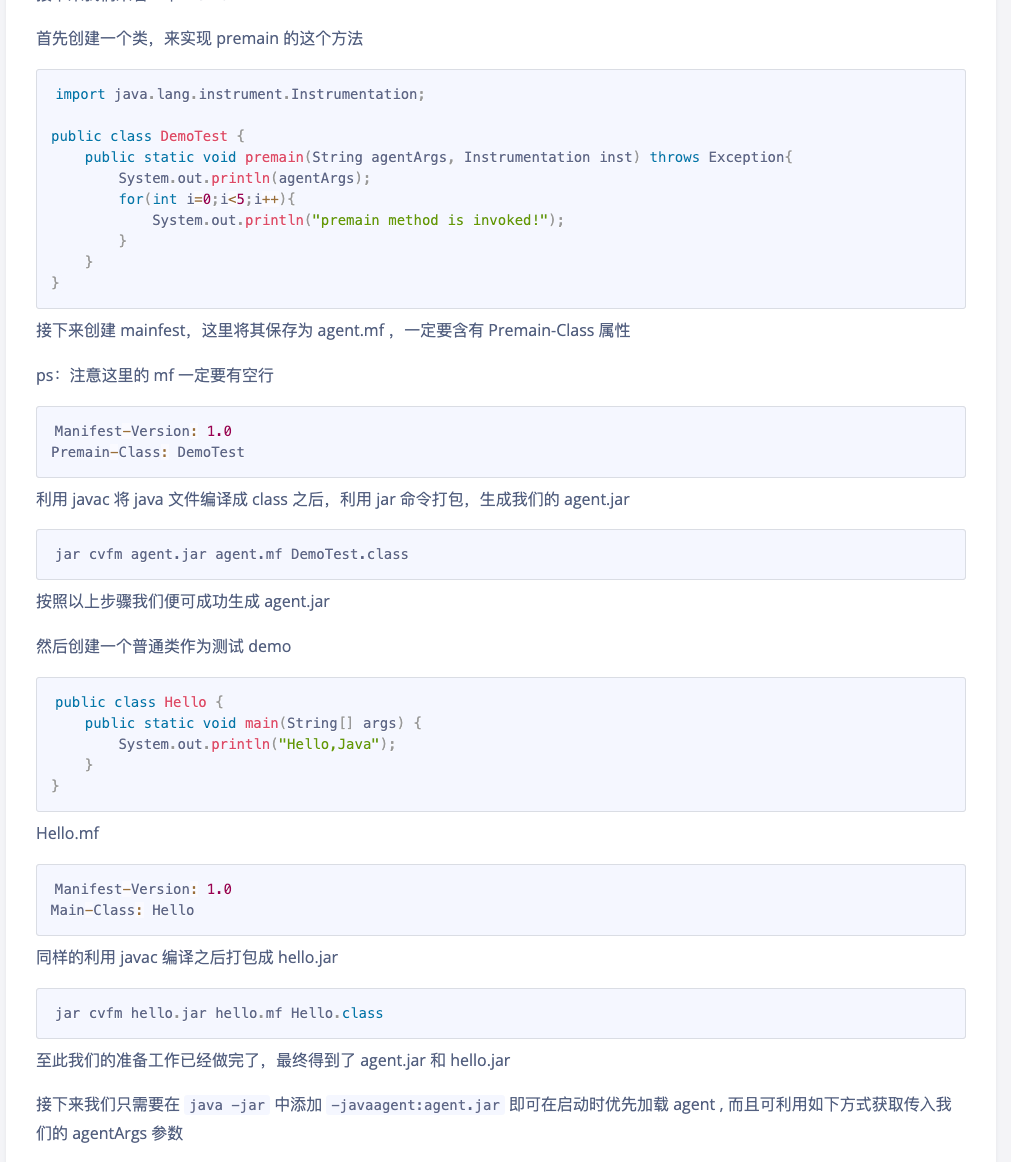 首先创建一个类，来实现 premain 的这个方法
import java.lang.instrument.Instrumentation;
public class DemoTest {
    public static void premain(String agentArgs, Instrumentation inst) throws Exception{
        System.out.println(agentArgs);
        for(int i=0;i<5;i++){
            System.out.println("premain method is invoked!");
        }
    }
}
接下来创建 mainfest，这里将其保存为 agent.mf ，一定要含有 Premain-Class 属性
ps：注意这里的 mf 一定要有空行
Manifest-Version: 1.0
Premain-Class: DemoTest
利用 javac 将 java 文件编译成 class 之后，利用 jar 命令打包，生成我们的 agent.jar
jar cvfm agent.jar agent.mf DemoTest.class
按照以上步骤我们便可成功生成 agent.jar
然后创建一个普通类作为测试 demo
public class Hello {
    public static void main(String[] args) {
        System.out.println("Hello,Java");
    }
}
Hello.mf
Manifest-Version: 1.0
Main-Class: Hello
同样的利用 javac 编译之后打包成 hello.jar
jar cvfm hello.jar hello.mf Hello.class
至此我们的准备工作已经做完了，最终得到了 agent.jar 和 hello.jar
接下来我们只需要在 java -jar 中添加 -javaagent:agent.jar 即可在启动时优先加载 agent , 而且可利用如下方式获取传入我
们的 agentArgs 参数